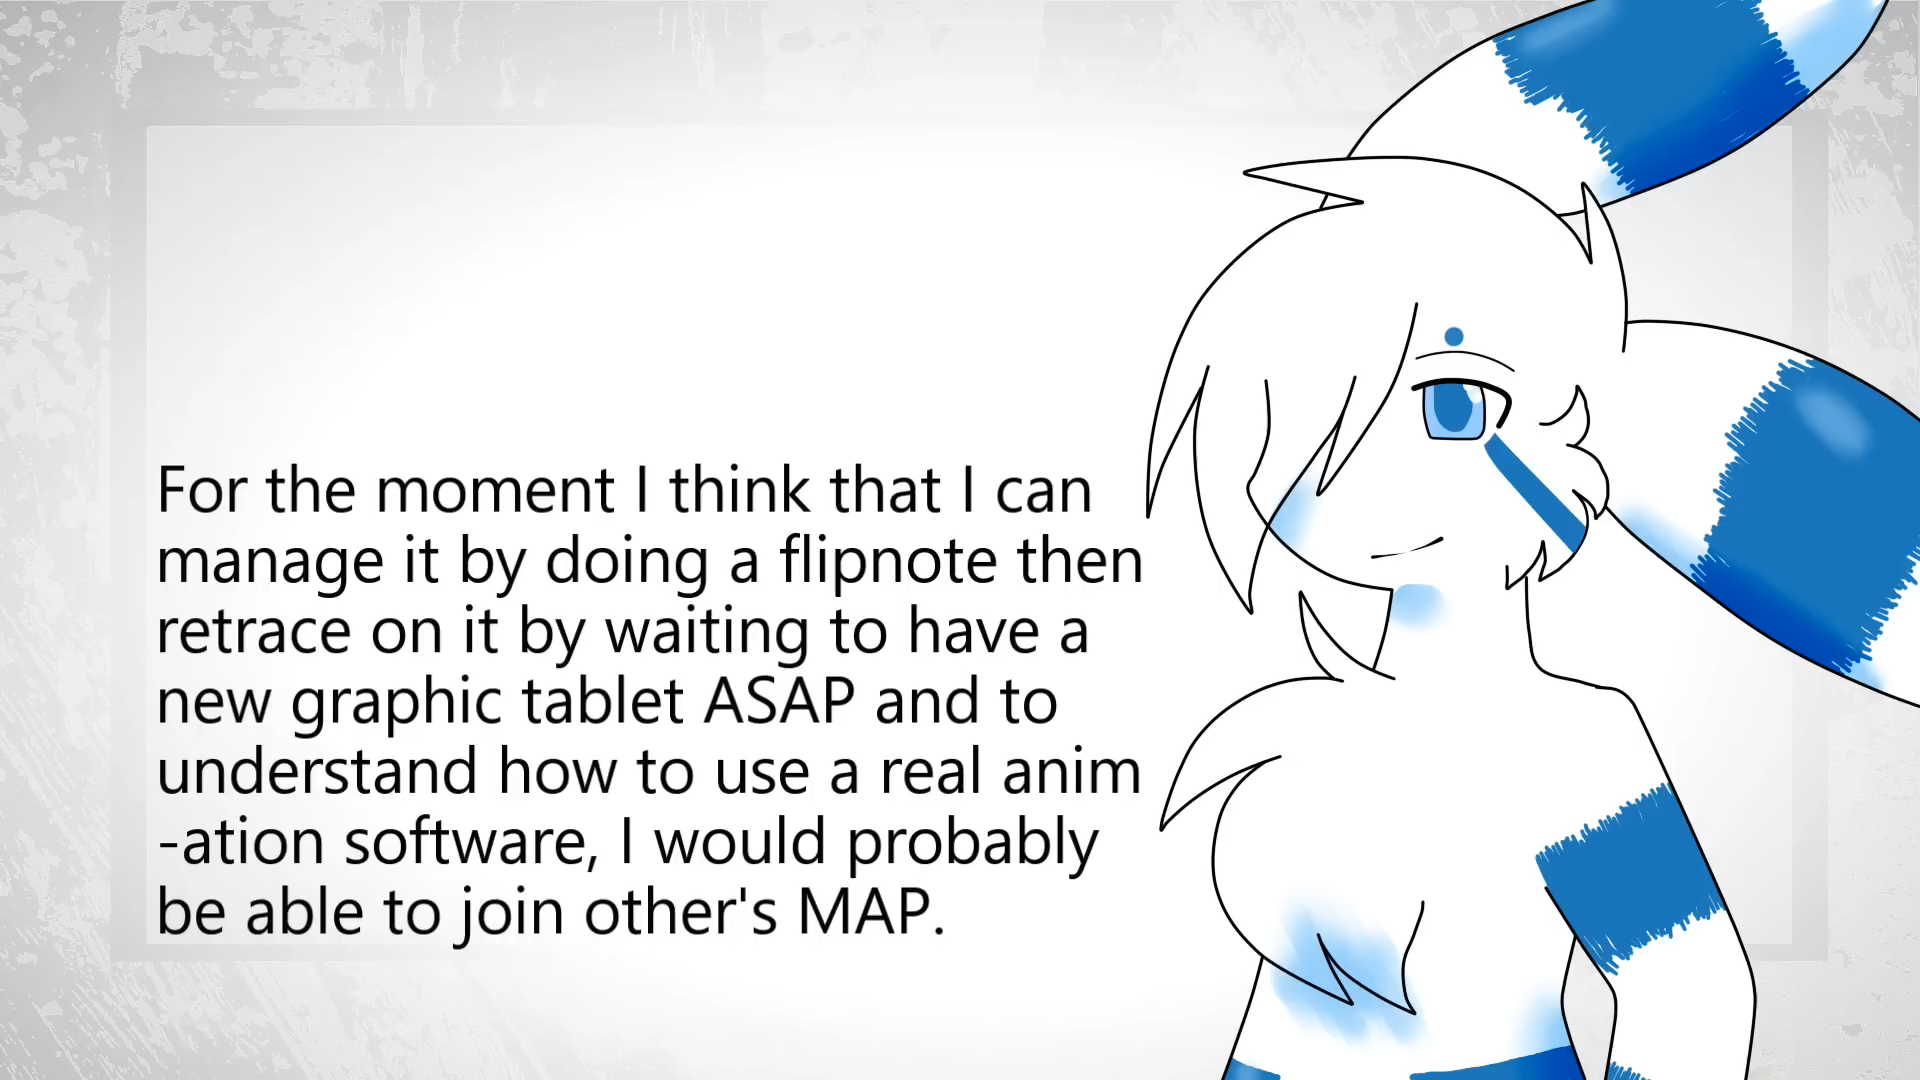 For the moment I think that I can
manage it by doing a flipnote then
retrace on it by waiting to have a
new graphic tablet ASAP and to
understand how to use a real anim
-ation software, I would probably
be able to join other's MAP.